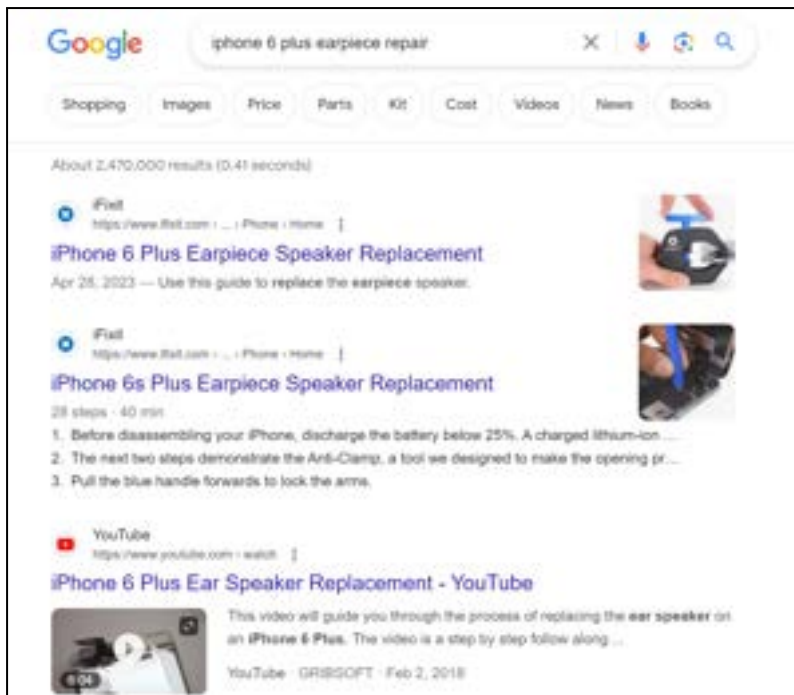 Google
iphone 6 plus earpiece repair
Shopping Images Price Parts Kit Cost Videos News Books
About 2,470,000 results (0.41 seconds)
iFixit
https://www.ifixit.com › ... › Phone › Home
iPhone 6 Plus Earpiece Speaker Replacement
Apr 28, 2023 — Use this guide to replace the earpiece speaker.
iFixit
https://www.ifixit.com › ... › Phone › Home
iPhone 6s Plus Earpiece Speaker Replacement
28 steps · 40 min
1. Before disassembling your iPhone, discharge the battery below 25%. A charged lithium-ion ...
2. The next two steps demonstrate the Anti-Clamp, a tool we designed to make the opening pr...
3. Pull the blue handle forwards to lock the arms.
YouTube
https://www.youtube.com › watch
iPhone 6 Plus Ear Speaker Replacement - YouTube
This video will guide you through the process of replacing the ear speaker on
an iPhone 6 Plus. The video is a step by step follow along ...
YouTube · GRIBSOFT · Feb 2, 2018